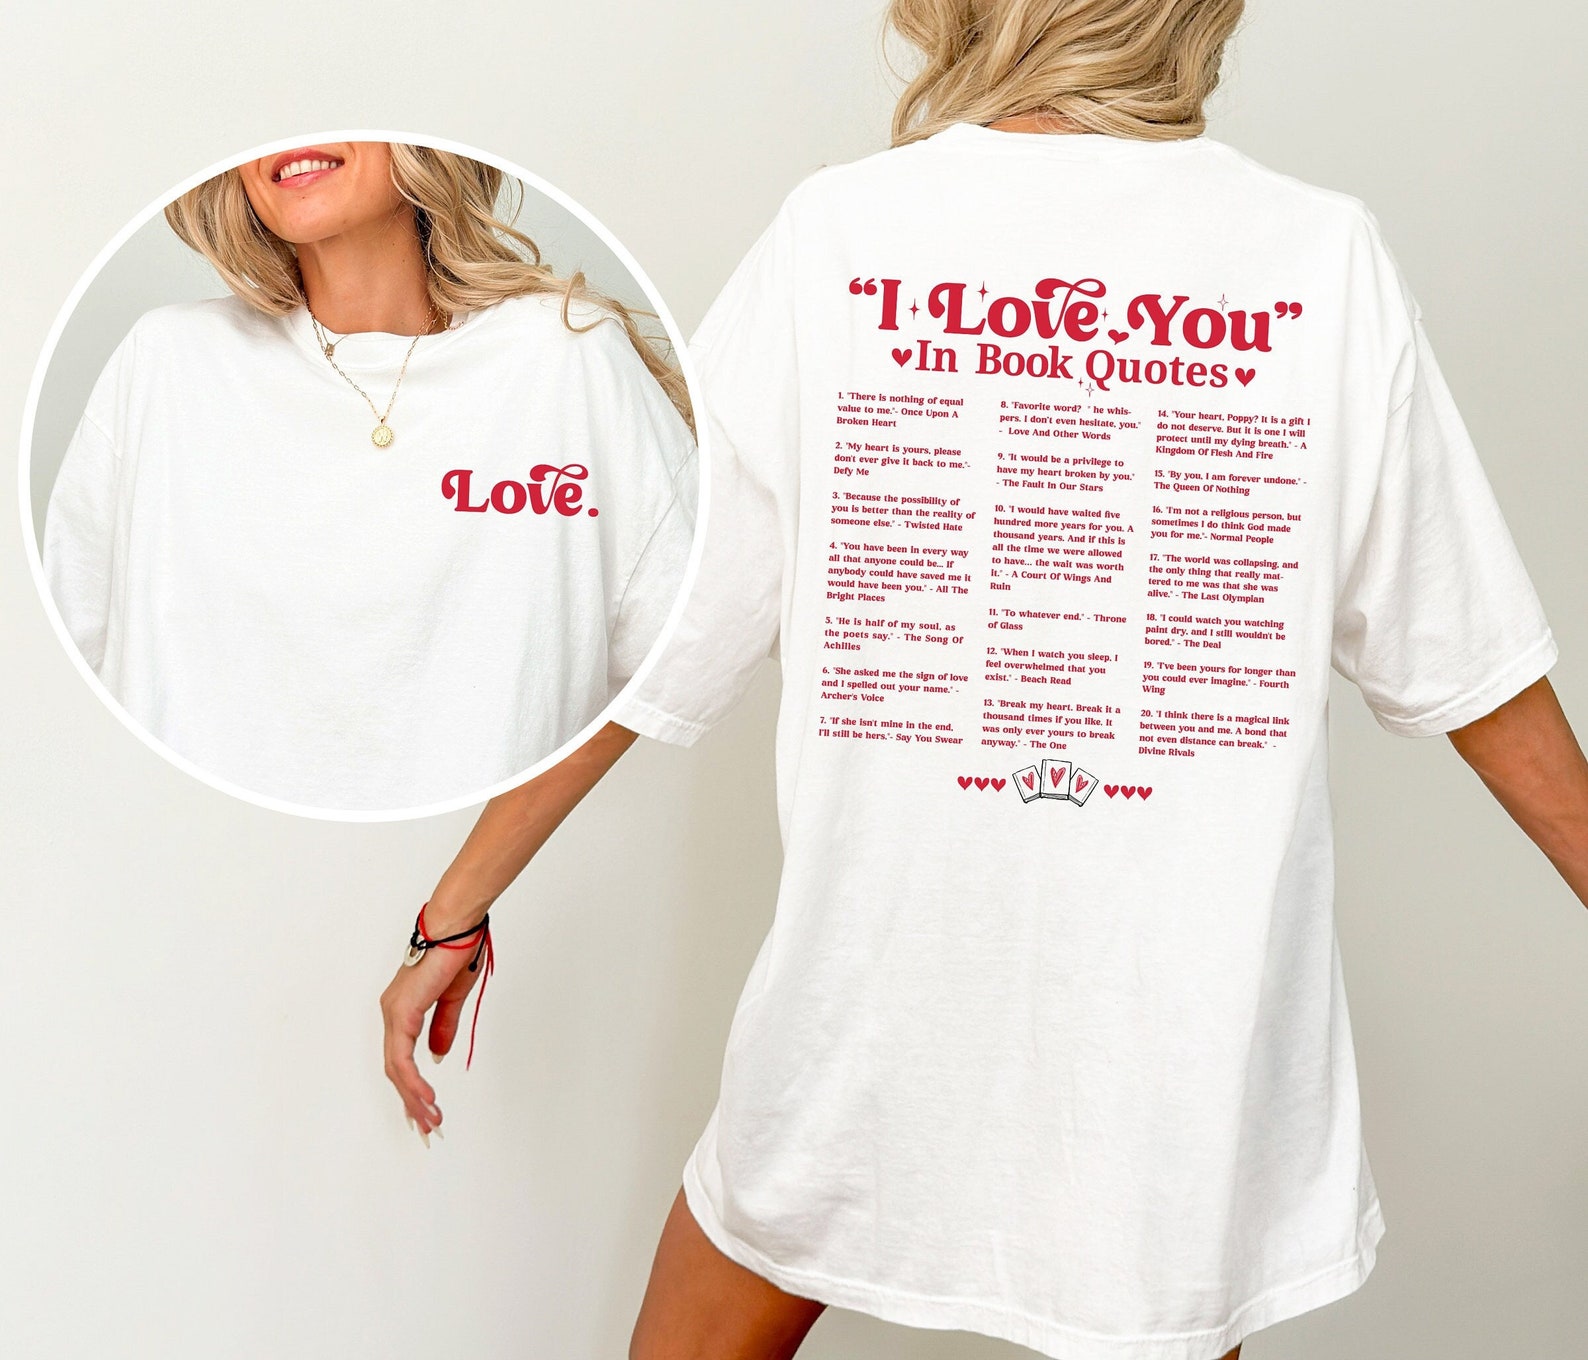 Love.
“I Love You”
In Book Quotes
1. "There is nothing of equal
value to me."- Once Upon A
Broken Heart
2. "My heart is yours, please
don't ever give it back to me."-
Defy Me
3. "Because the possibility of
you is better than the reality of
someone else." - Twisted Hate
4. "You have been in every way
all that anyone could be... If
anybody could have saved me it
would have been you." - All The
Bright Places
5. "He is half of my soul, as
the poets say." - The Song Of
Achilles
6. "She asked me the sign of love
and I spelled out your name." -
Archer's Voice
7. "If she isn't mine in the end,
I'll still be hers."- Say You Swear
8. "Favorite word? " he whis-
pers. I don't even hesitate, you."
- Love And Other Words
9. "It would be a privilege to
have my heart broken by you."
- The Fault In Our Stars
10. "I would have waited five
hundred more years for you. A
thousand years. And if this is
all the time we were allowed
to have... the wait was worth
it." - A Court Of Wings And
Ruin
11. "To whatever end." - Throne
of Glass
12. "When I watch you sleep, I
feel overwhelmed that you
exist." - Beach Read
13. "Break my heart. Break it a
thousand times if you like. It
was only ever yours to break
anyway." - The One
14. "Your heart, Poppy? It is a gift I
do not deserve. But it is one I will
protect until my dying breath." - A
Kingdom Of Flesh And Fire
15. "By you, I am forever undone." -
The Queen Of Nothing
16. "I'm not a religious person, but
sometimes I do think God made
you for me."- Normal People
17. "The world was collapsing, and
the only thing that really mat-
tered to me was that she was
alive." - The Last Olympian
18. "I could watch you watching
paint dry, and I still wouldn't be
bored." - The Deal
19. "I've been yours for longer than
you could ever imagine." - Fourth
Wing
20. "I think there is a magical link
between you and me. A bond that
not even distance can break." -
Divine Rivals